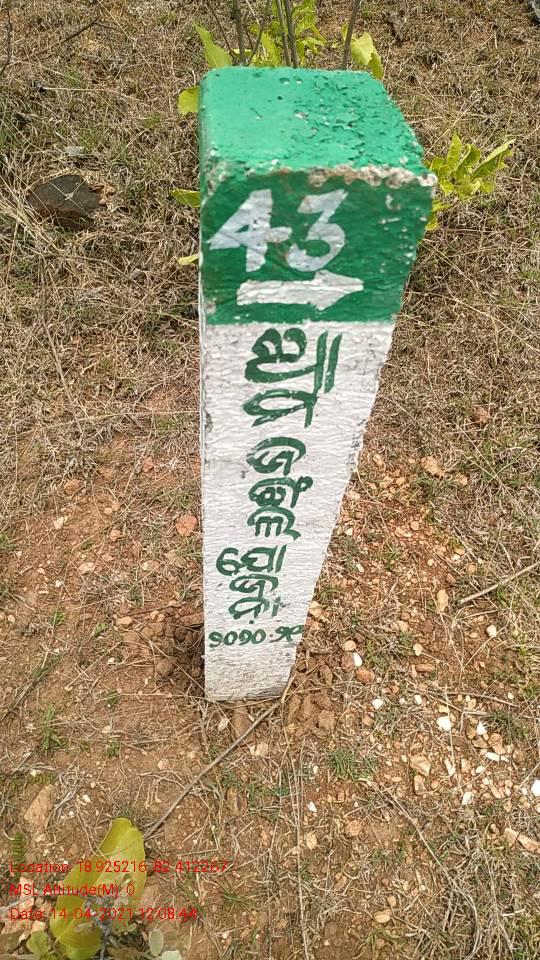 43
ଆମ
ଜଙ୍ଗଲ
ଯୋଜନା
୨୦୨୦-୨୧
Location: 18.925216, 82.412267
MSL Altitude(M): 0
Date: 14-04-2021 12:08:44